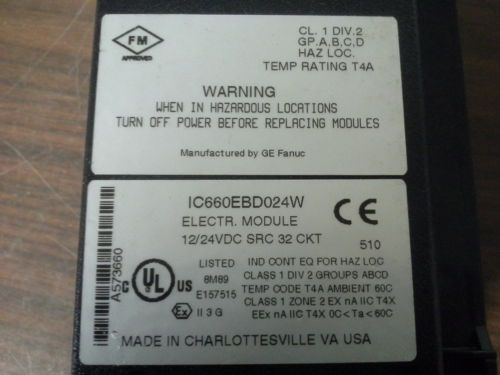 FM
APPROVED
CL. 1 DIV.2
GP.A,B,C,D
HAZ LOC.
TEMP RATING T4A
WARNING
WHEN IN HAZARDOUS LOCATIONS
TURN OFF POWER BEFORE REPLACING MODULES
Manufactured by GE Fanuc
IC660EBD024W
ELECTR. MODULE
12/24VDC SRC 32 CKT
CE
510
A573660
C UL US
LISTED
8M89
E157515
Ex II 3 G
IND CONT EQ FOR HAZ LOC
CLASS 1 DIV 2 GROUPS ABCD
TEMP CODE T4A AMBIENT 60C
CLASS 1 ZONE 2 EX nA IIC T4X
EEx nA IIC T4X 0C< Ta< 60C
MADE IN CHARLOTTESVILLE VA USA